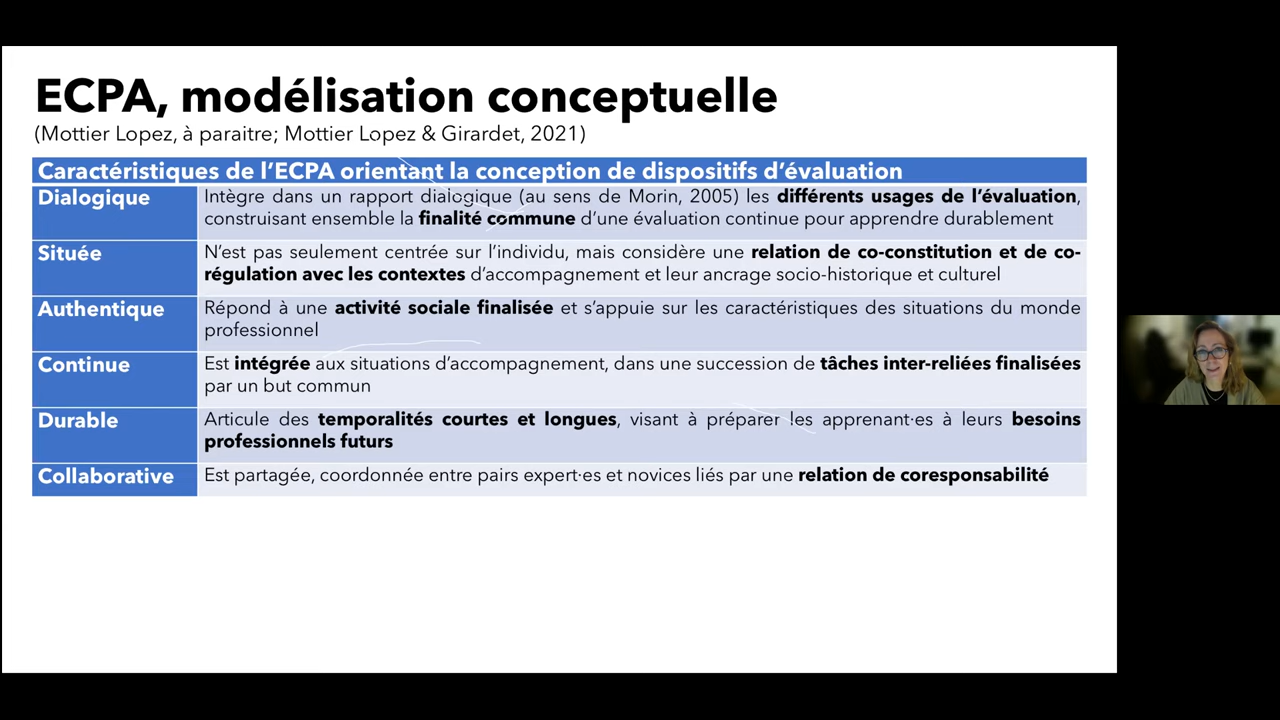 ECPA, modélisation conceptuelle
(Mottier Lopez, à paraitre; Mottier Lopez & Girardet, 2021)
Caractéristiques de l'ECPA orientant la conception de dispositifs d'évaluation
Dialogique
Intègre dans un rapport dialogique (au sens de Morin, 2005) les différents usages de l'évaluation,
construisant ensemble la finalité commune d'une évaluation continue pour apprendre durablement
Située
N'est pas seulement centrée sur l'individu, mais considère une relation de co-constitution et de co-
régulation avec les contextes d'accompagnement et leur ancrage socio-historique et culturel
Authentique
Répond à une activité sociale finalisée et s'appuie sur les caractéristiques des situations du monde
professionnel
Continue
Est intégrée aux situations d'accompagnement, dans une succession de tâches inter-reliées finalisées
par un but commun
Durable
Articule des temporalités courtes et longues, visant à préparer les apprenant·es à leurs besoins
professionnels futurs
Collaborative
Est partagée, coordonnée entre pairs expert·es et novices liés par une relation de coresponsabilité